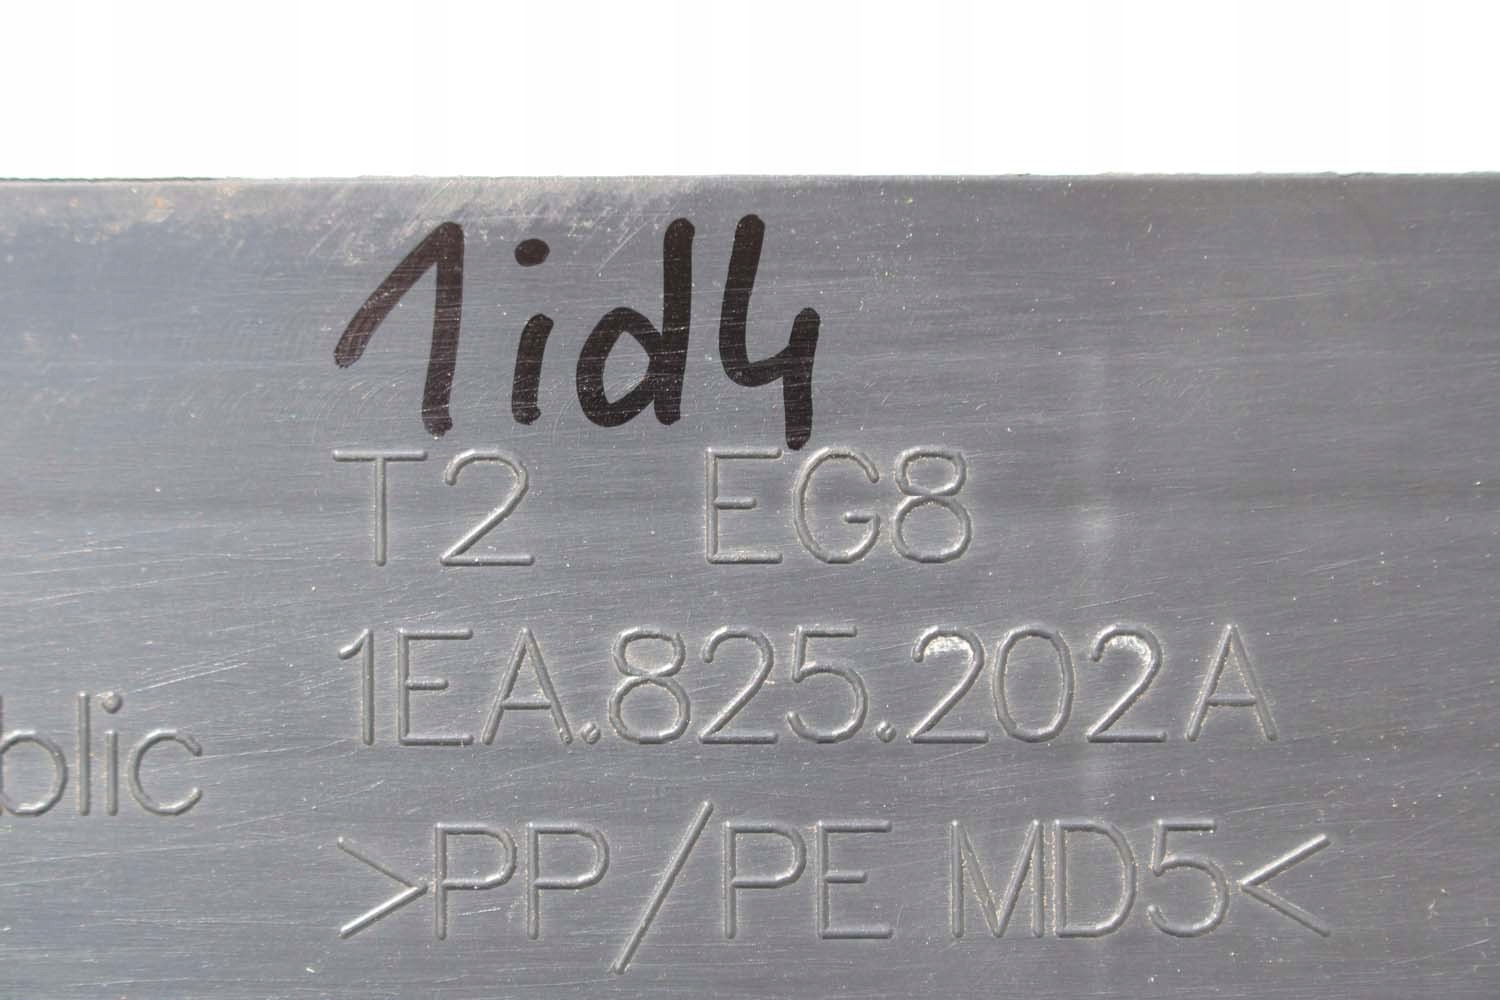 1id4
T2 EG8
1EA.825.202A
blic
>PP/PE MD5<